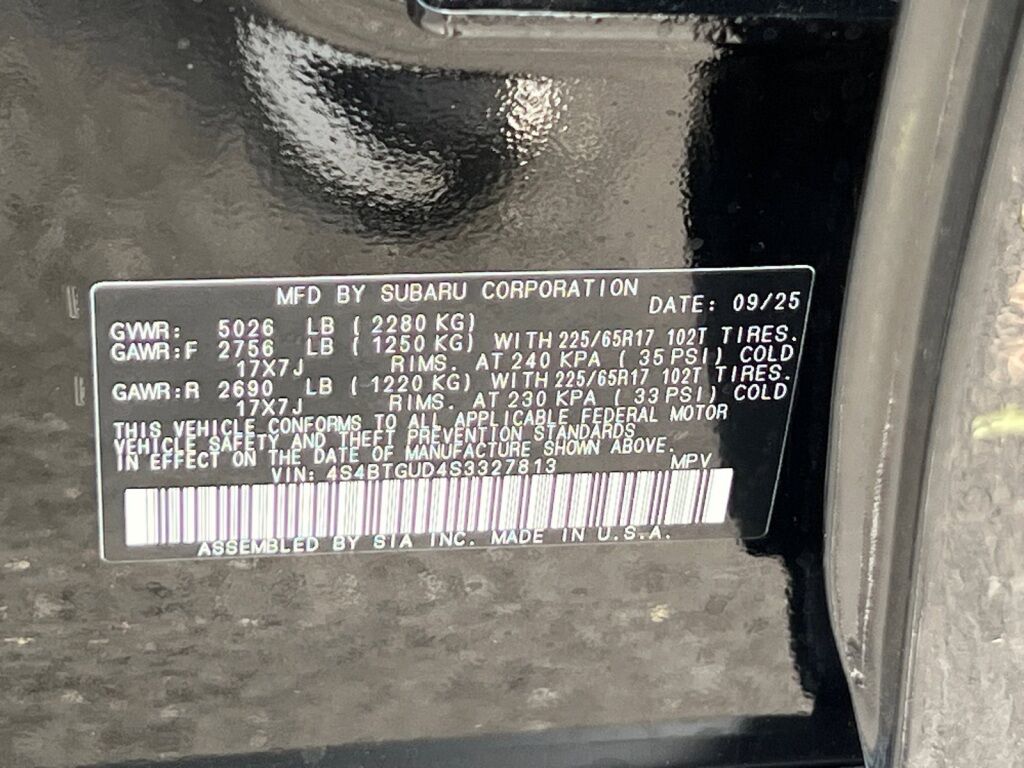 MFD BY SUBARU CORPORATION DATE: 09/25
GVWR: 5026 LB ( 2280 KG)
GAWR:F 2756 LB ( 1250 KG) WITH 225/65R17 102T TIRES.
17X7J RIMS. AT 240 KPA ( 35 PSI) COLD
GAWR:R 2690 LB ( 1220 KG) WITH 225/65R17 102T TIRES.
17X7J RIMS. AT 230 KPA ( 33 PSI) COLD
THIS VEHICLE CONFORMS TO ALL APPLICABLE FEDERAL MOTOR
VEHICLE SAFETY AND THEFT PREVENTION STANDARDS
IN EFFECT ON THE DATE OF MANUFACTURE SHOWN ABOVE.
VIN: 4S4BTGUD4S3327813 MPV
ASSEMBLED BY SIA INC. MADE IN U.S.A.